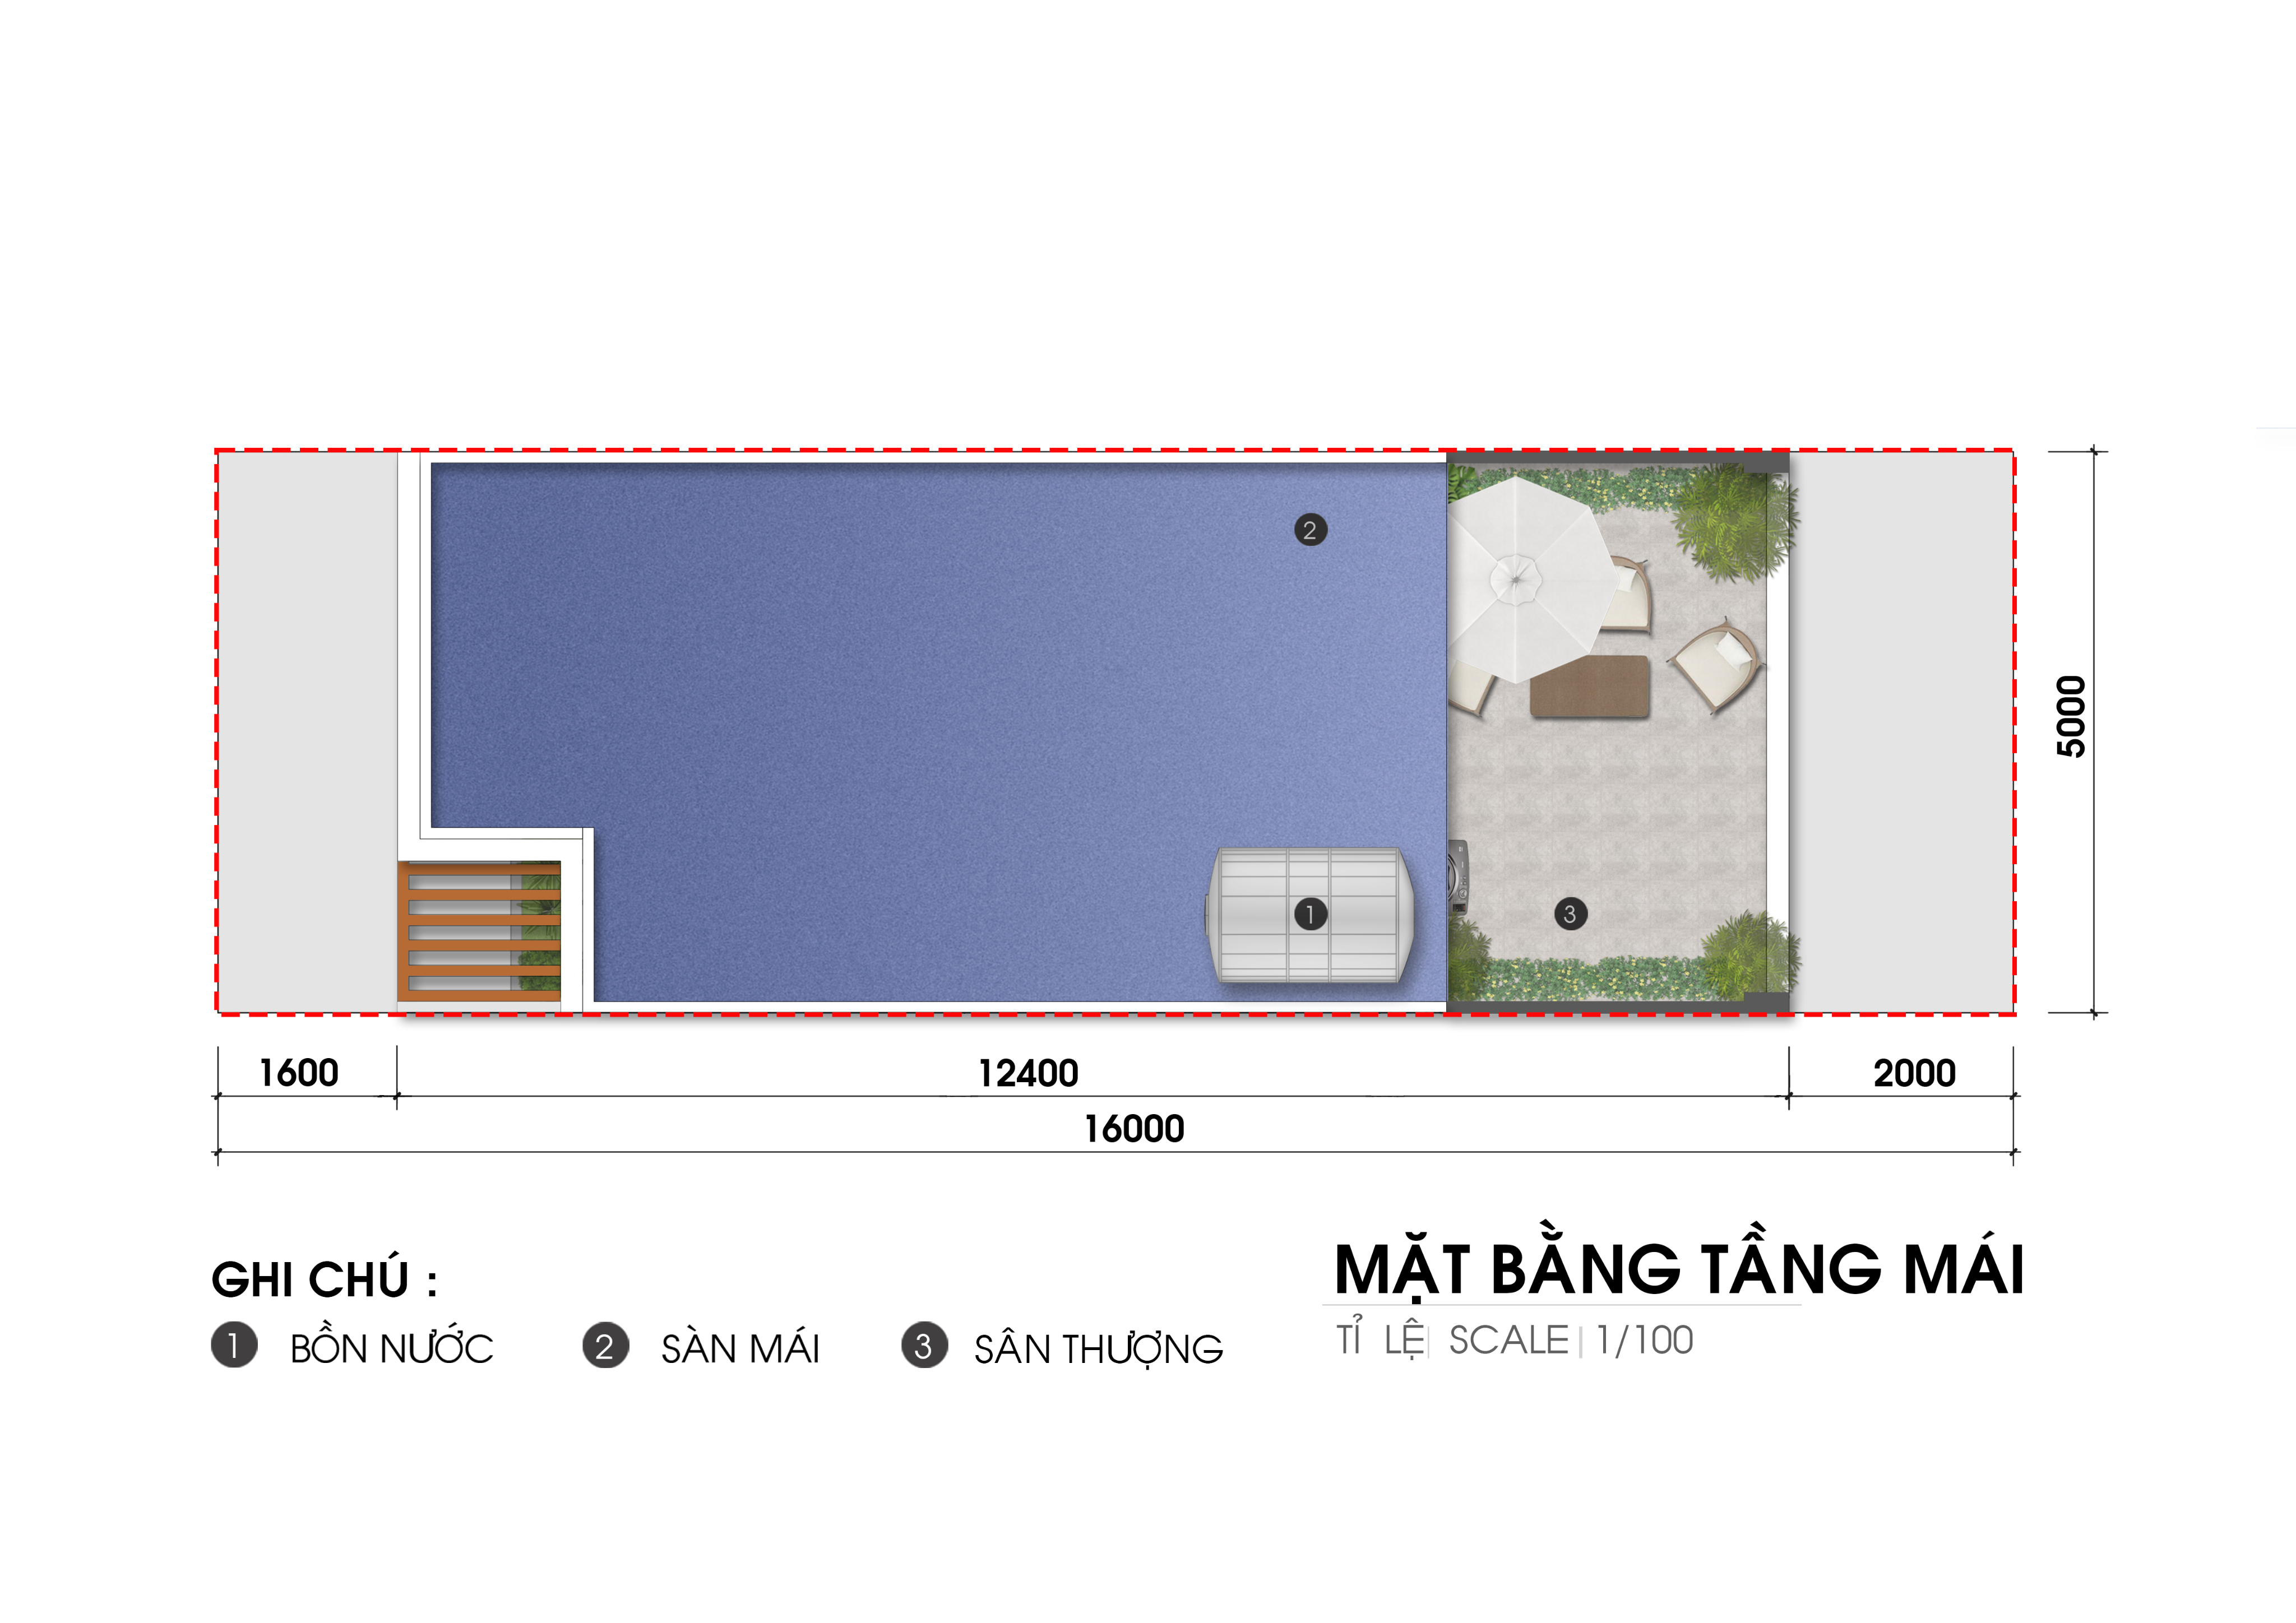 2
1
3
5000
1600
12400
2000
16000
MẶT BẰNG TẦNG MÁI
TỈ LỆ SCALE 1/100
GHI CHÚ :
1 BỒN NƯỚC
2 SÀN MÁI
3 SÂN THƯỢNG